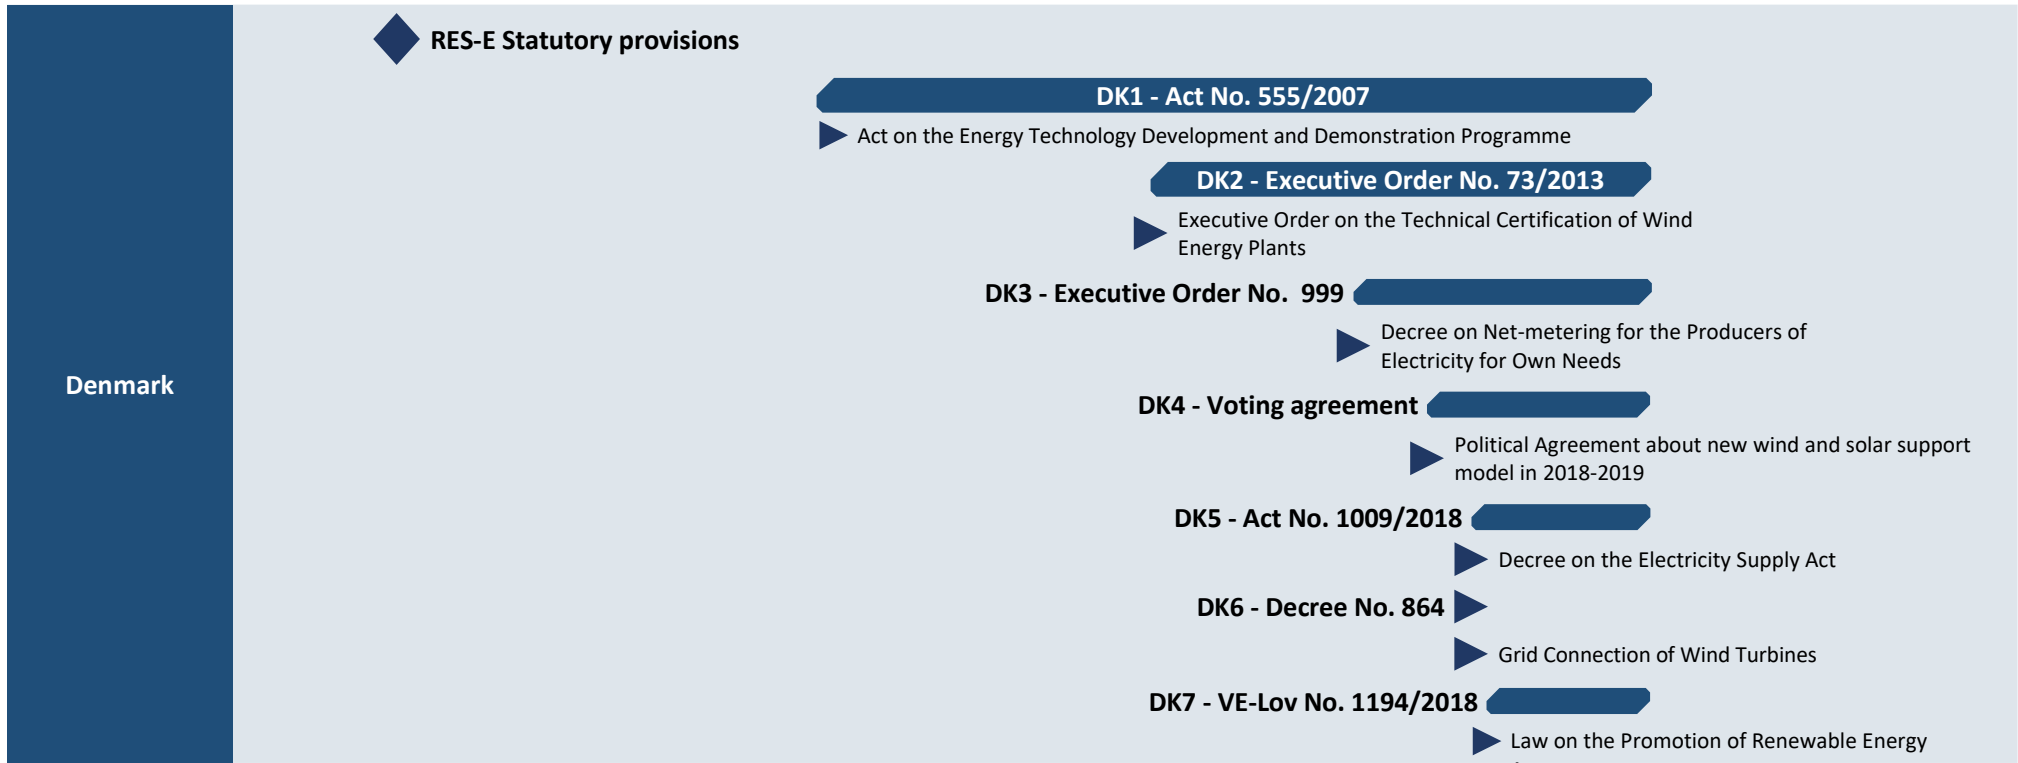 RES-E Statutory provisions
DK1 - Act No. 555/2007
Act on the Energy Technology Development and Demonstration Programme
DK2 - Executive Order No. 73/2013
Executive Order on the Technical Certification of Wind
Energy Plants
DK3 - Executive Order No.  999
Decree on Net-metering for the Producers of
Electricity for Own Needs
Denmark
DK4 - Voting agreement
Political Agreement about new wind and solar support
model in 2018-2019
DK5 - Act No. 1009/2018
Decree on the Electricity Supply Act
DK6 - Decree No. 864
Grid Connection of Wind Turbines
DK7 - VE-Lov No. 1194/2018
Law on the Promotion of Renewable Energy